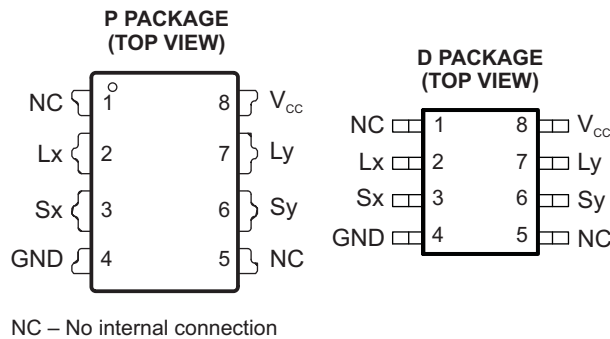 P PACKAGE
(TOP VIEW)
NC 1 8 VCC
Lx 2 7 Ly
Sx 3 6 Sy
GND 4 5 NC
D PACKAGE
(TOP VIEW)
NC 1 8 VCC
Lx 2 7 Ly
Sx 3 6 Sy
GND 4 5 NC
NC – No internal connection